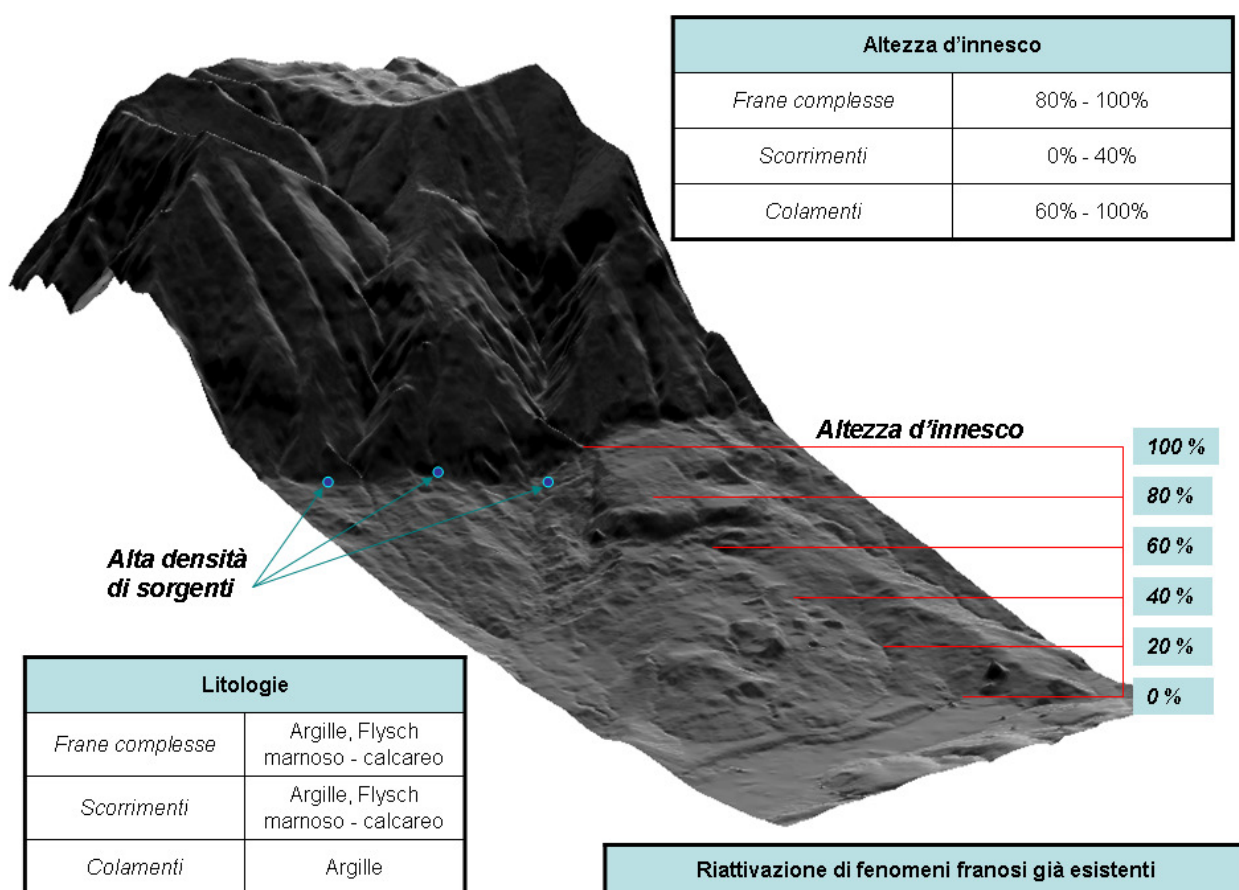 Altezza d'innesco
Frane complesse 80% - 100%
Scorrimenti 0% - 40%
Colamenti 60% - 100%
Altezza d'innesco
100 %
80 %
60 %
40 %
20 %
0 %
Alta densità
di sorgenti
Litologie
Frane complesse Argille, Flysch
marnoso - calcareo
Scorrimenti Argille, Flysch
marnoso - calcareo
Colamenti Argille
Riattivazione di fenomeni franosi già esistenti